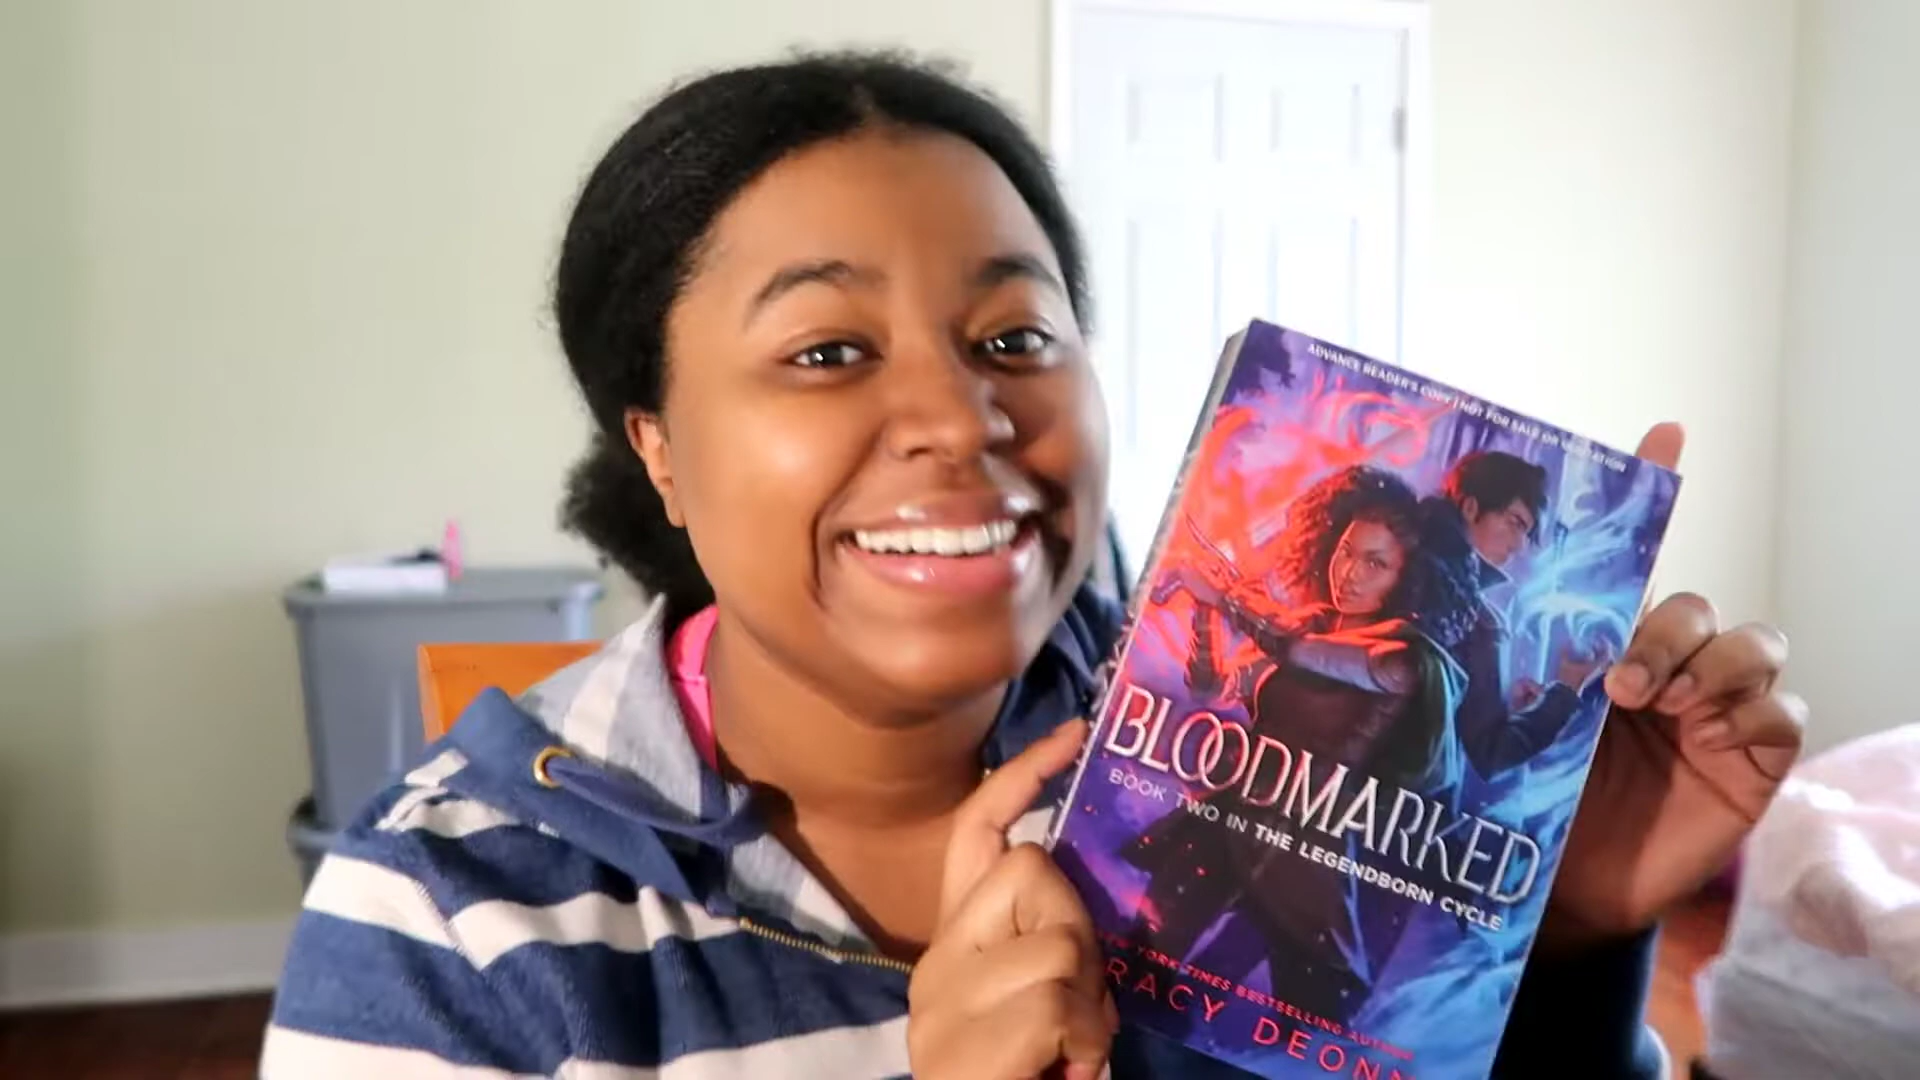 ADVANCE READER'S COPY | NOT FOR SALE OR QUOTATION
BLOODMARKED
BOOK TWO IN THE LEGENDBORN CYCLE
YORK TIMES BESTSELLING AUTHOR
RACY DEONN